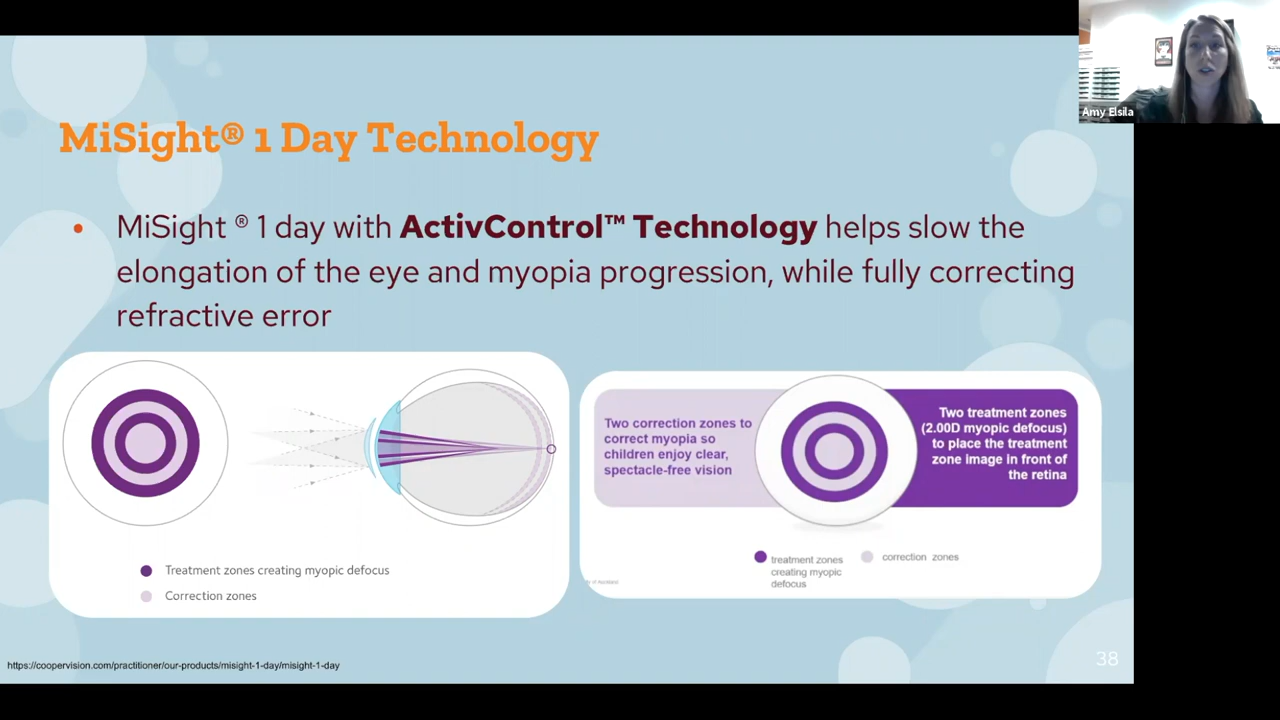 Amy Elsila
MiSight® 1 Day Technology
• MiSight ® 1 day with ActivControl™ Technology helps slow the
elongation of the eye and myopia progression, while fully correcting
refractive error
Treatment zones creating myopic defocus
Correction zones
Two correction zones to
correct myopia so
children enjoy clear,
spectacle-free vision
Two treatment zones
(2.00D myopic defocus)
to place the treatment
zone image in front of
the retina
treatment zones
creating myopic
defocus
correction zones
https://coopervision.com/practitioner/our-products/misight-1-day/misight-1-day
38